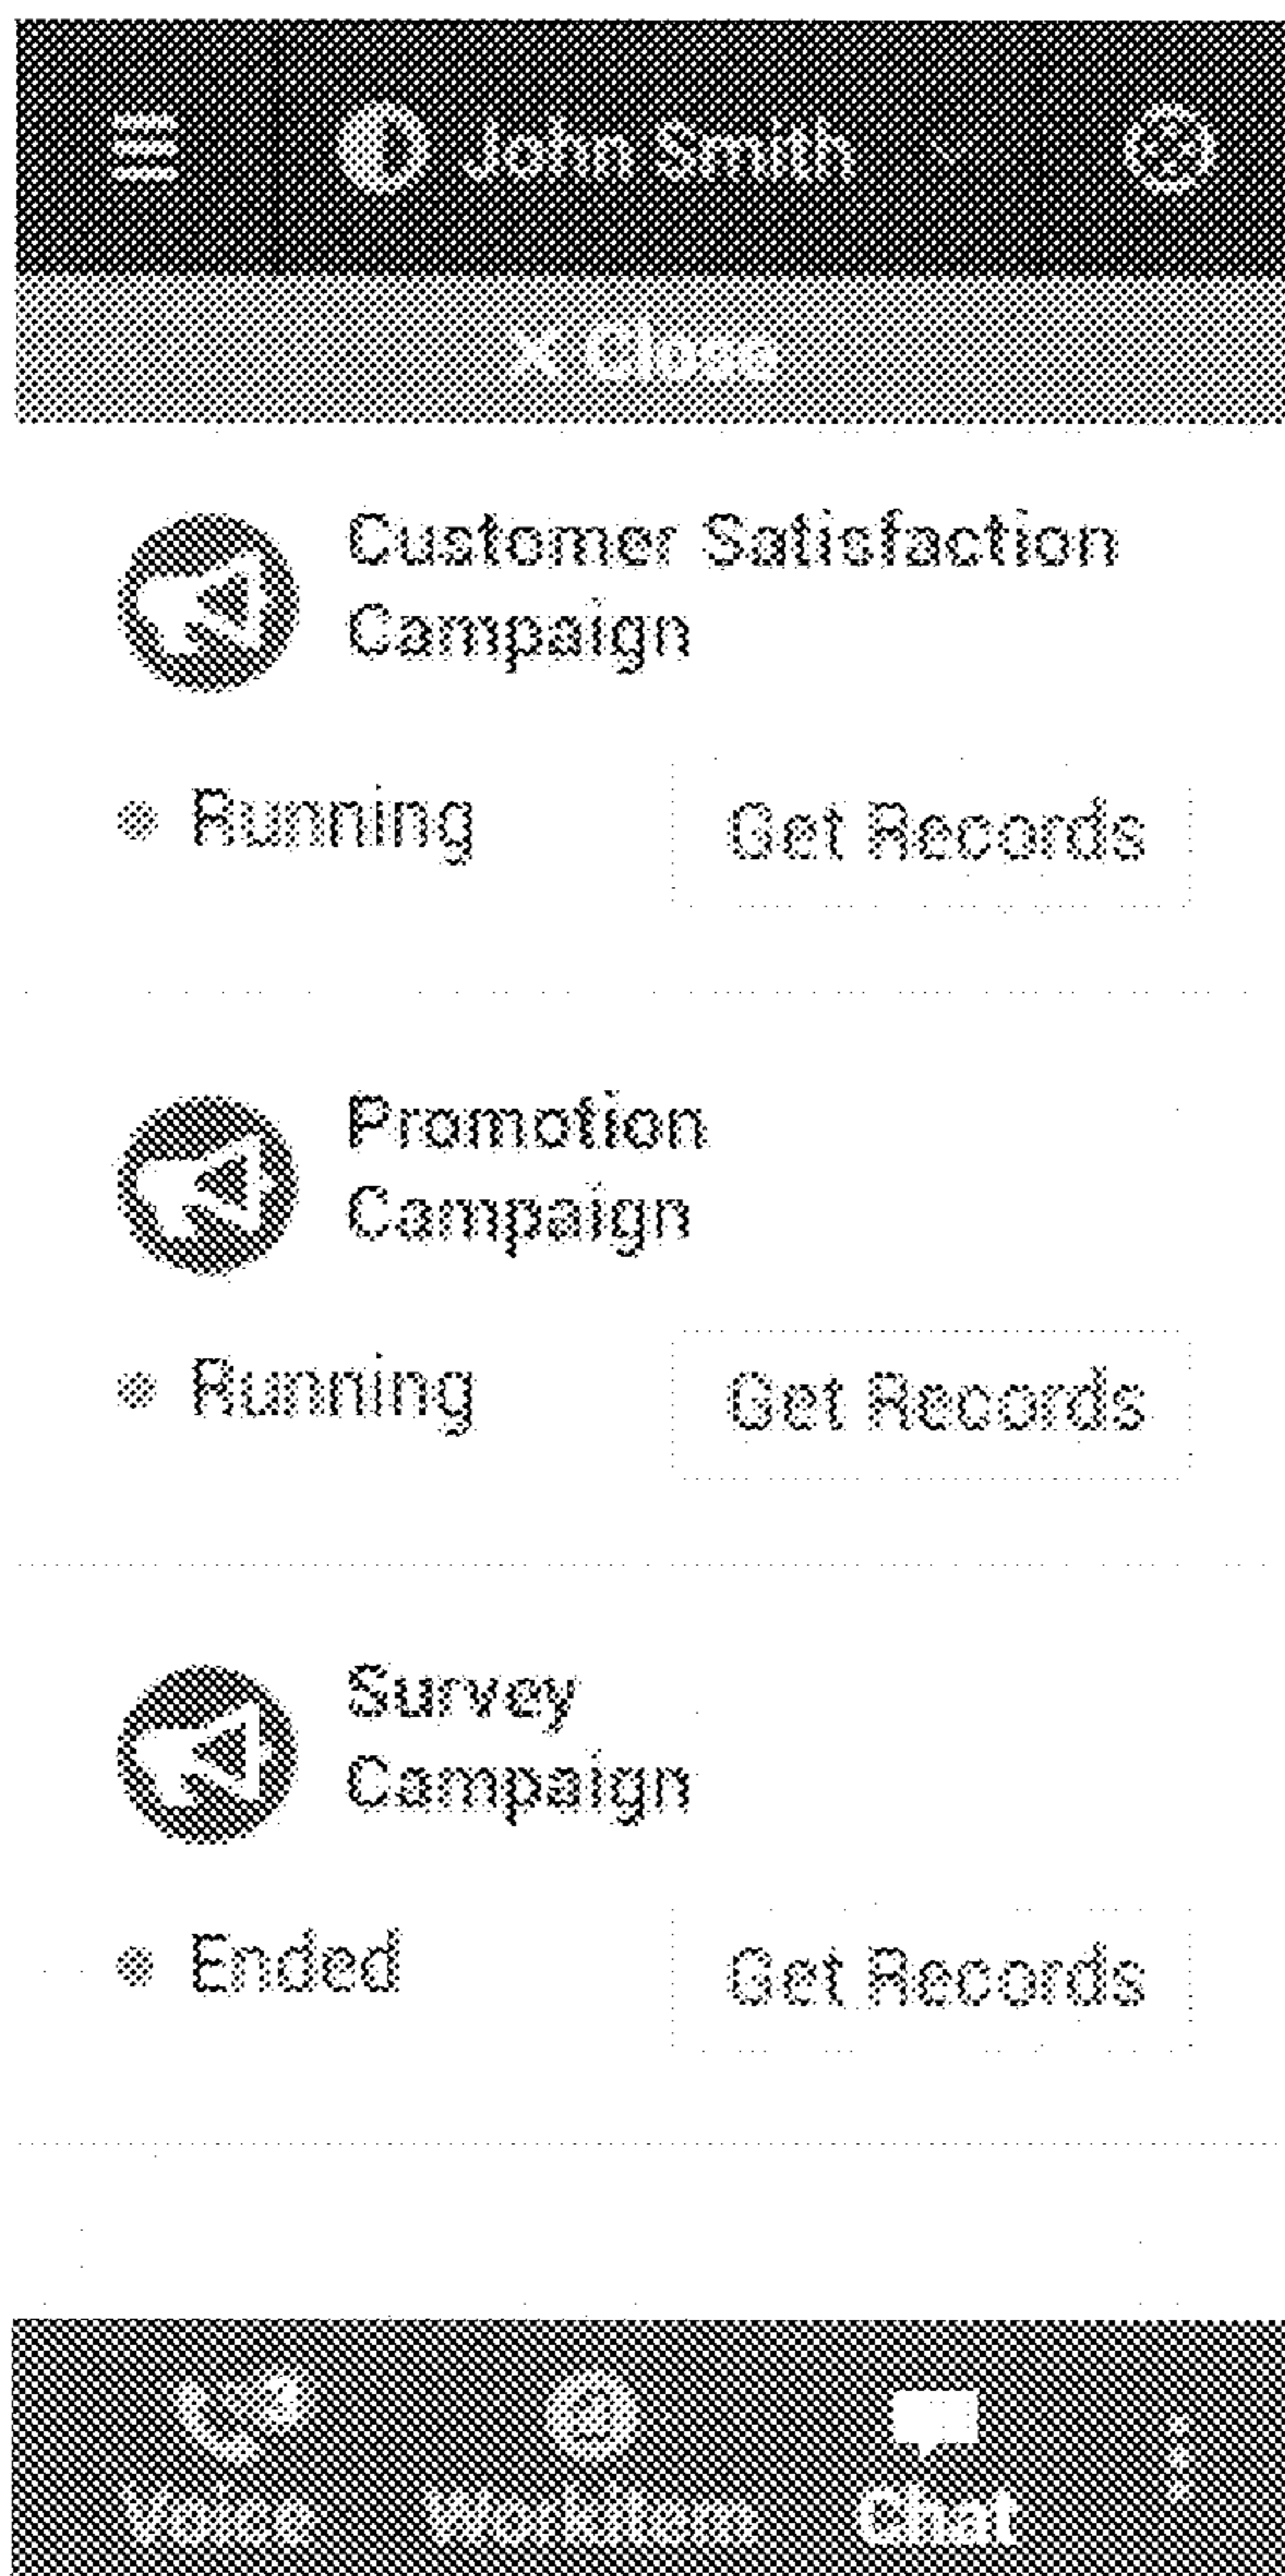 John Smith
× Close
Customer Satisfaction
Campaign
Running
Get Records
Promotion
Campaign
Running
Get Records
Survey
Campaign
Ended
Get Records
Voice
Workitem
Chat